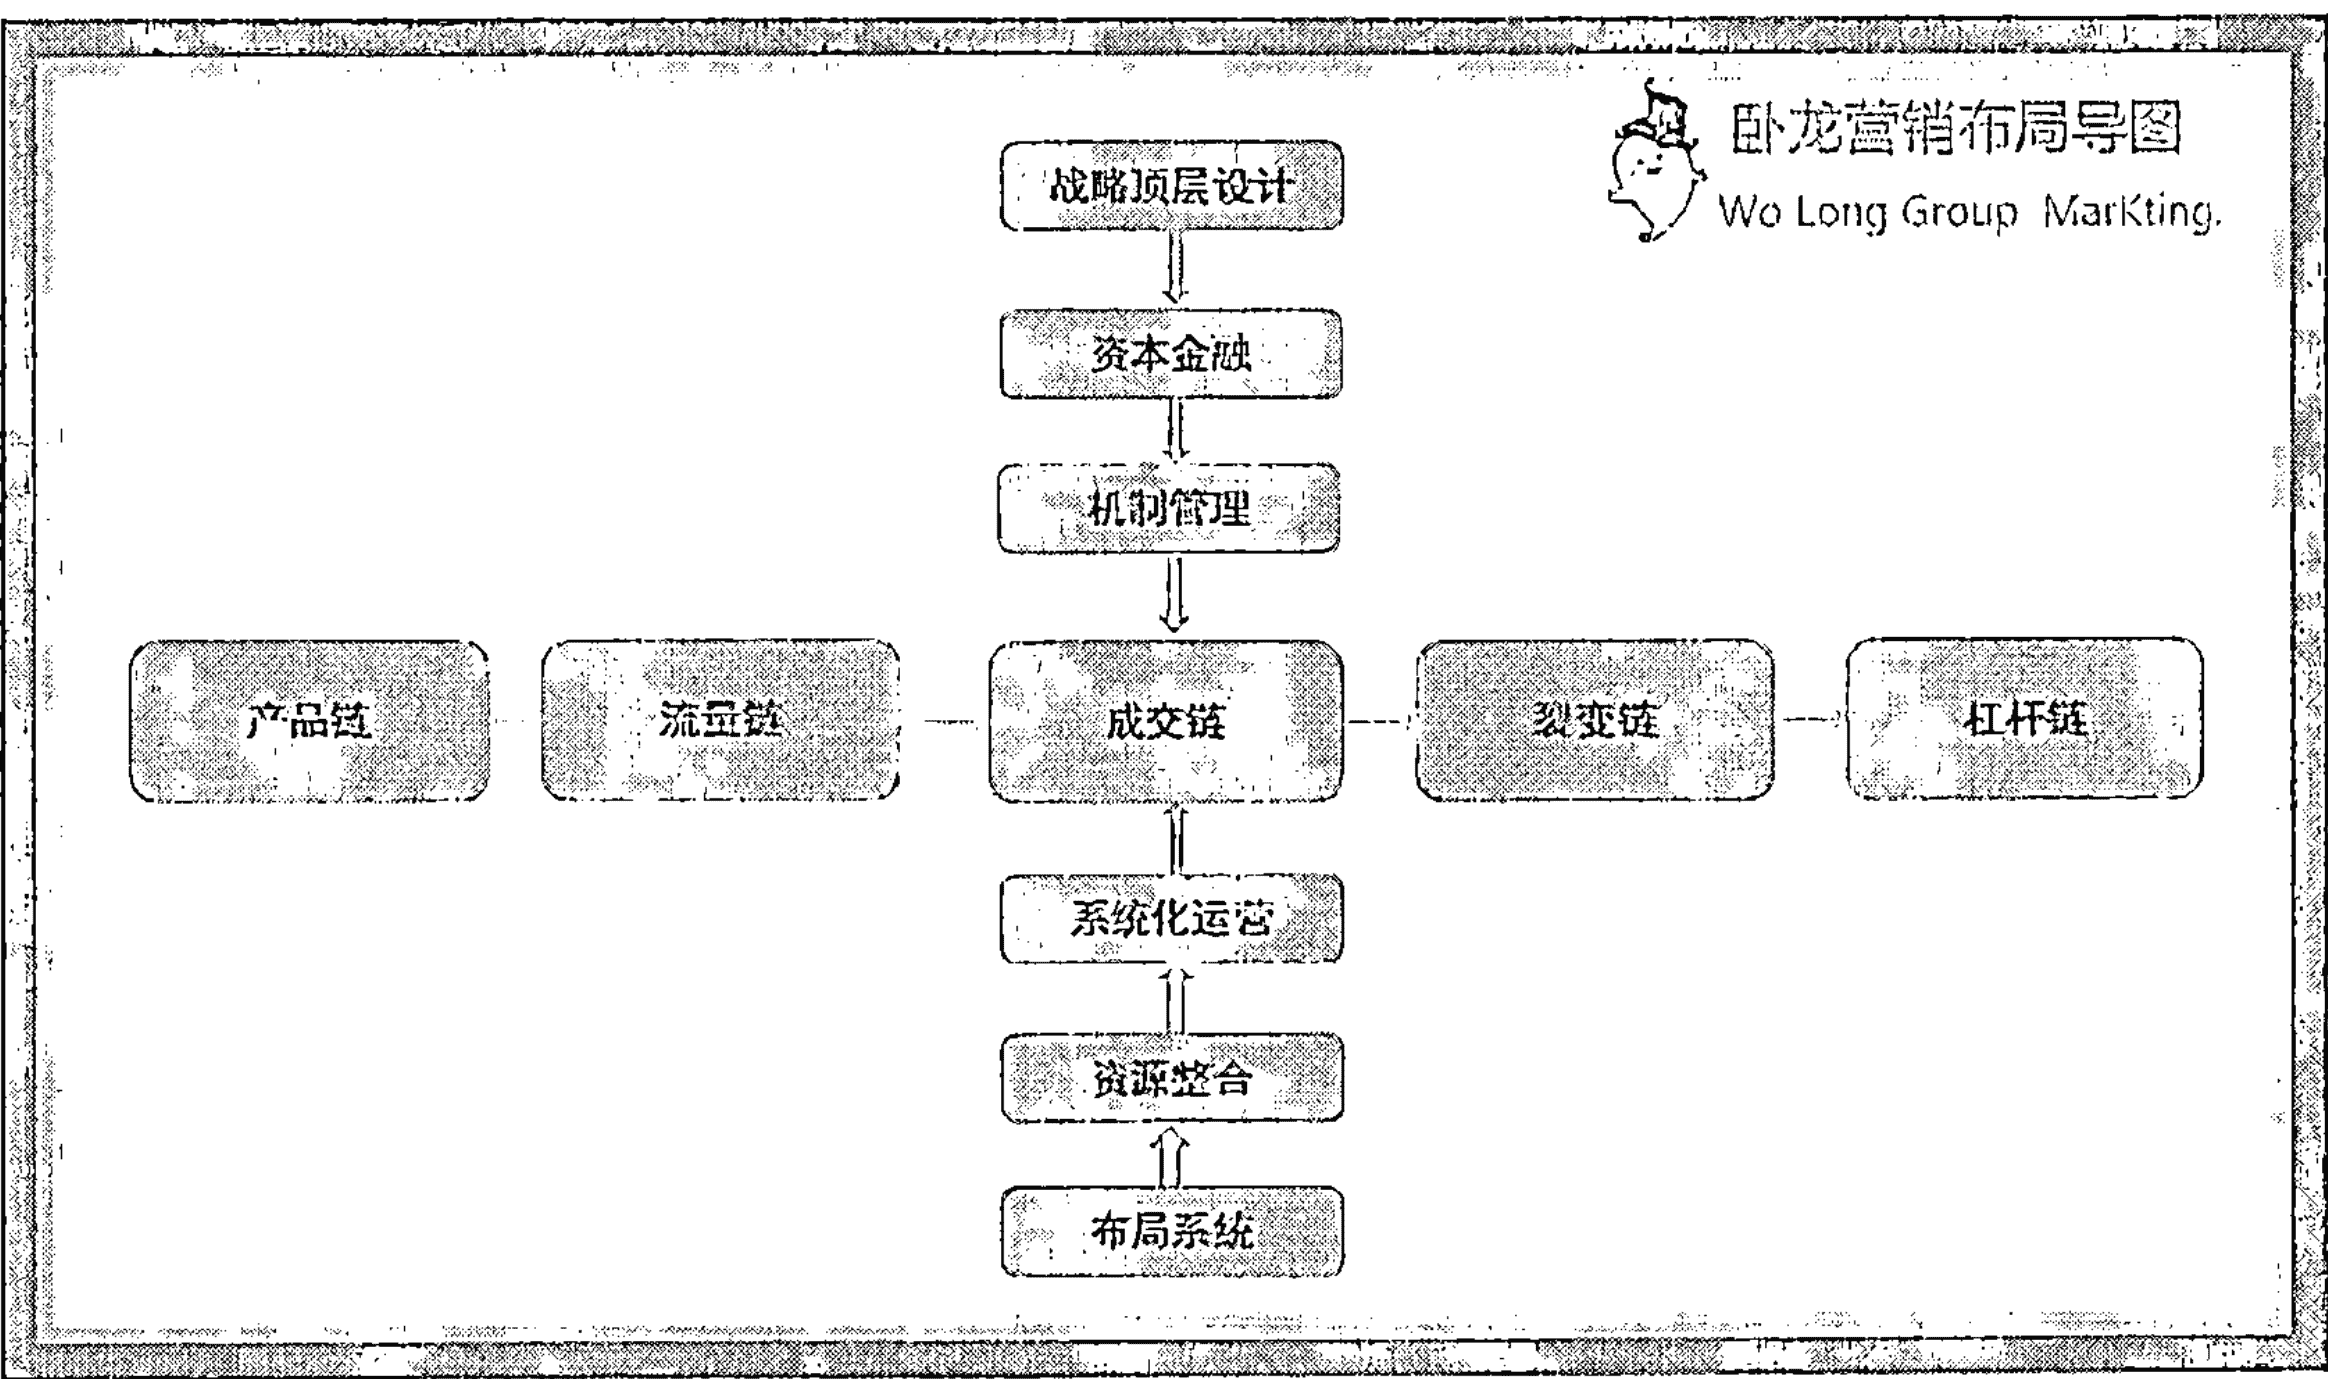 卧龙营销布局导图
Wo Long Group MarKting.
战略顶层设计
资本金融
机制管理
产品链
流量链
成交链
裂变链
杠杆链
系统化运营
资源整合
布局系统